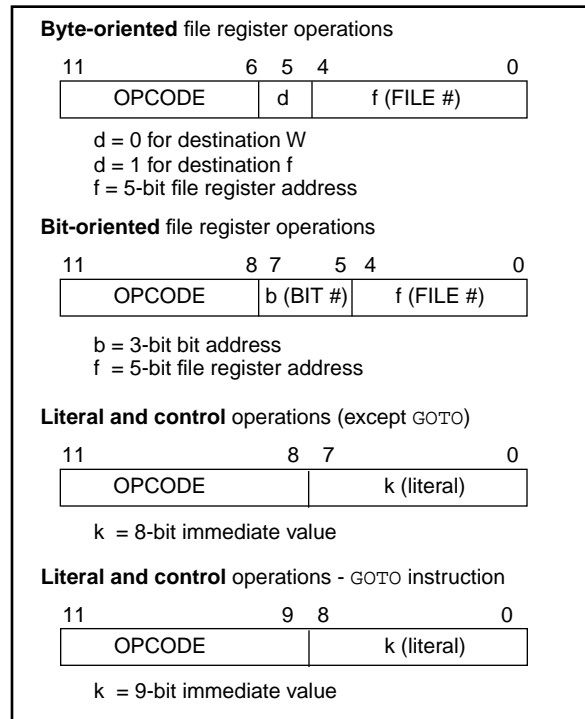 Byte-oriented file register operations
11 6 5 4 0
OPCODE d f (FILE #)
d = 0 for destination W
d = 1 for destination f
f = 5-bit file register address
Bit-oriented file register operations
11 8 7 5 4 0
OPCODE b (BIT #) f (FILE #)
b = 3-bit bit address
f = 5-bit file register address
Literal and control operations (except GOTO)
11 8 7 0
OPCODE k (literal)
k = 8-bit immediate value
Literal and control operations - GOTO instruction
11 9 8 0
OPCODE k (literal)
k = 9-bit immediate value